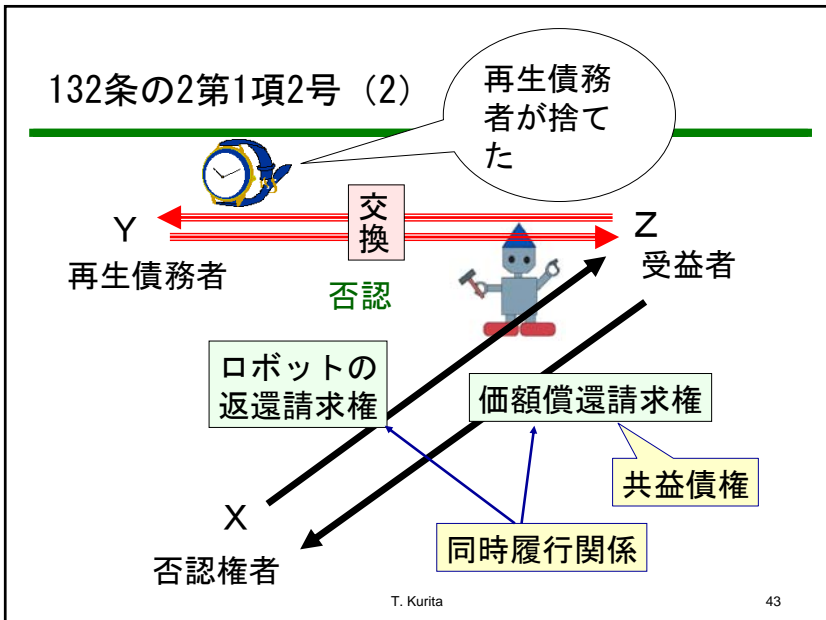 132条の2第1項2号（2）
再生債務
者が捨て
た
交
換
Y
再生債務者
Z
受益者
否認
ロボットの
返還請求権
価額償還請求権
共益債権
X
否認権者
同時履行関係
T. Kurita
43